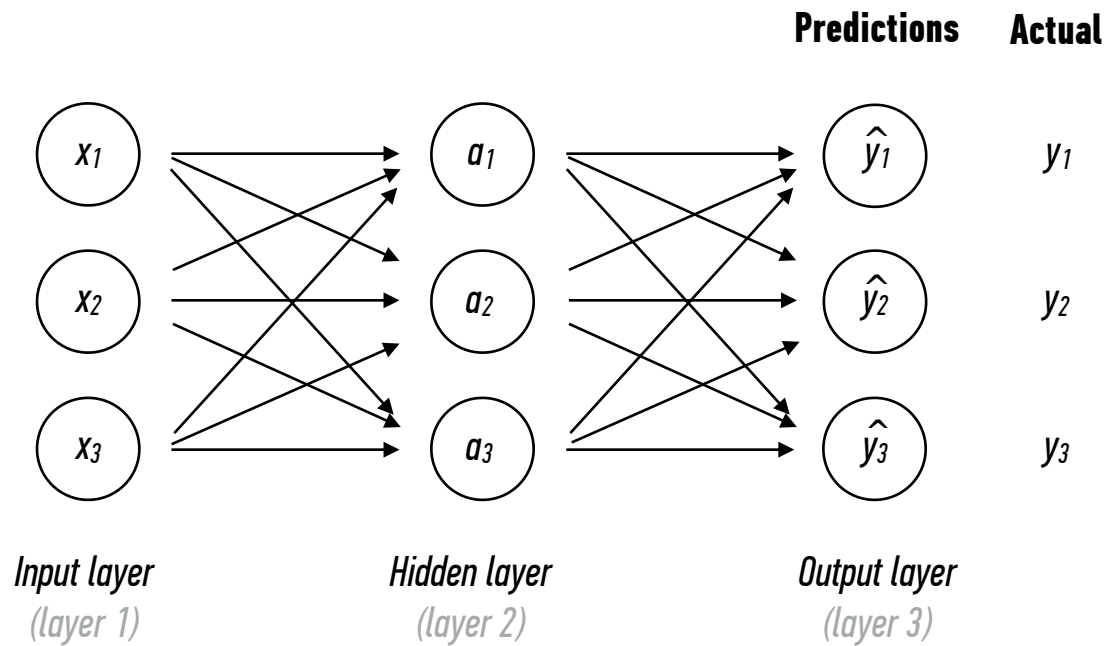 Predictions Actual
x₁ a₁ ŷ₁ y₁
x₂ a₂ ŷ₂ y₂
x₃ a₃ ŷ₃ y₃
Input layer Hidden layer Output layer
(layer 1) (layer 2) (layer 3)